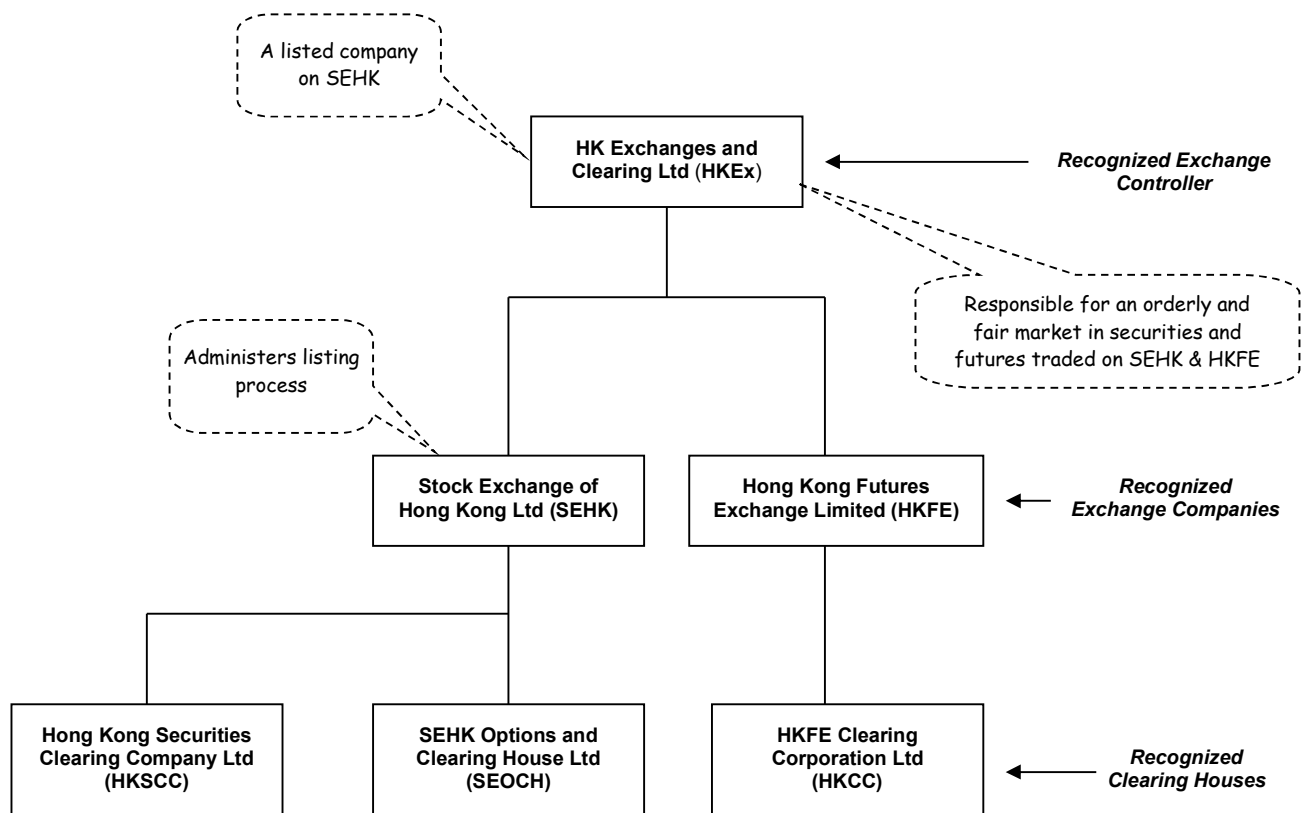 A listed company
on SEHK
HK Exchanges and
Clearing Ltd (HKEx)
Recognized Exchange
Controller
Responsible for an orderly and
fair market in securities and
futures traded on SEHK & HKFE
Administers listing
process
Stock Exchange of
Hong Kong Ltd (SEHK)
Hong Kong Futures
Exchange Limited (HKFE)
Recognized
Exchange Companies
Hong Kong Securities
Clearing Company Ltd
(HKSCC)
SEHK Options and
Clearing House Ltd
(SEOCH)
HKFE Clearing
Corporation Ltd
(HKCC)
Recognized
Clearing Houses